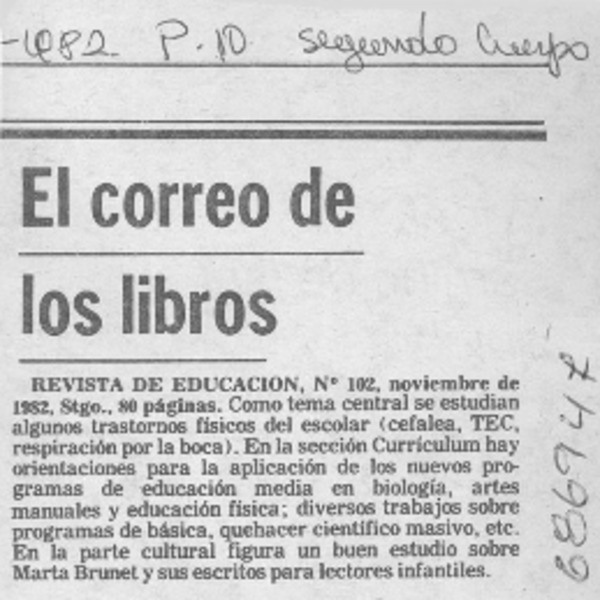 -1982 P.10 segundo Cuerpo
El correo de
los libros
REVISTA DE EDUCACION, Nº 102, noviembre de
1982, Stgo., 80 páginas. Como tema central se estudian
algunos trastornos físicos del escolar (cefalea, TEC,
respiración por la boca). En la sección Currículum hay
orientaciones para la aplicación de los nuevos pro-
gramas de educación media en biología, artes
manuales y educación física; diversos trabajos sobre
programas de básica, quehacer científico masivo, etc.
En la parte cultural figura un buen estudio sobre
Marta Brunet y sus escritos para lectores infantiles.